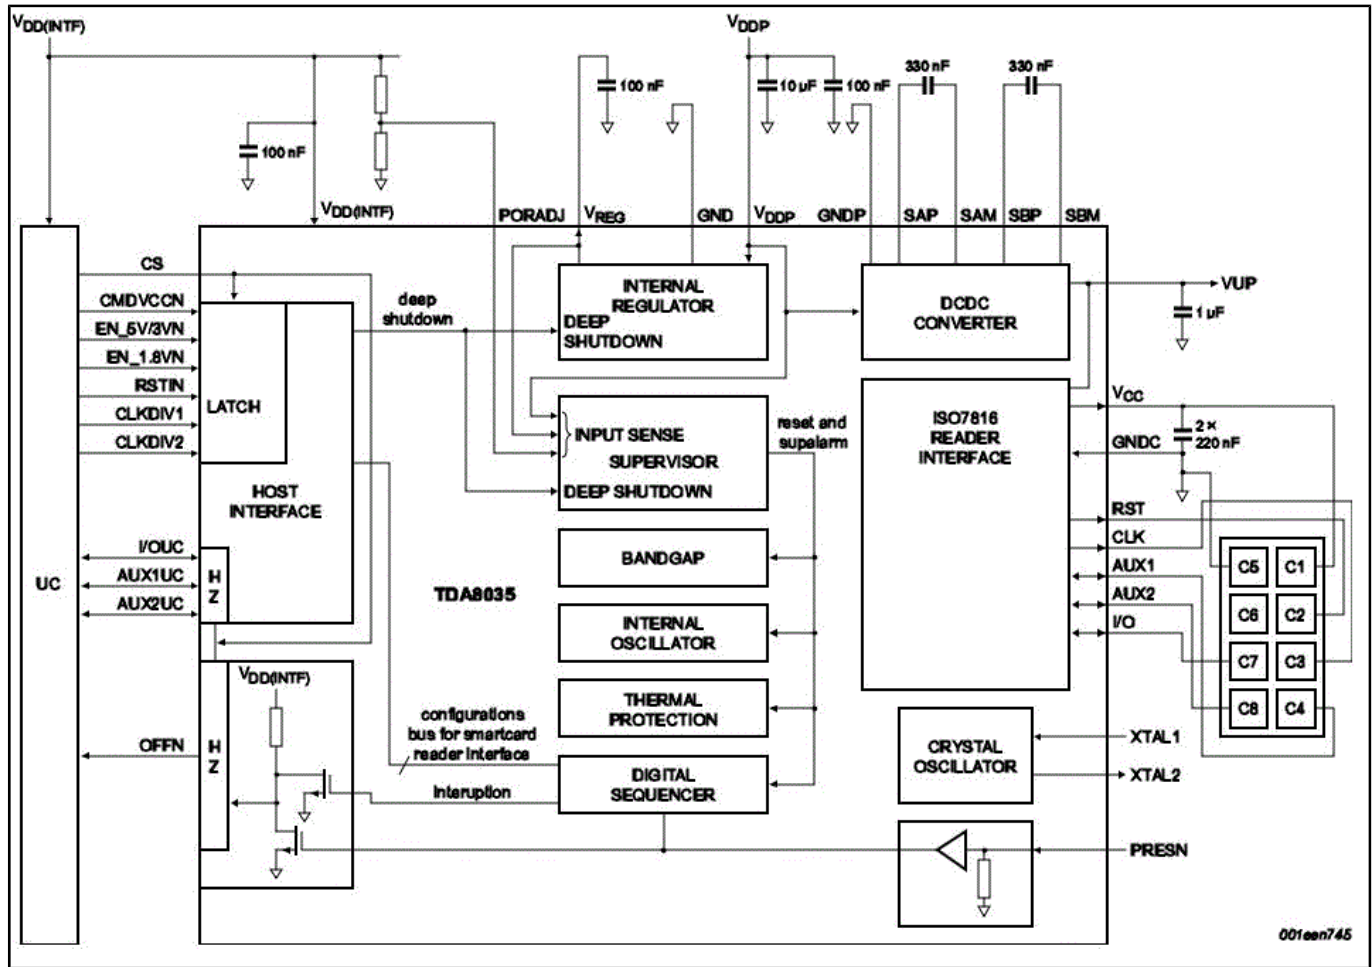 VDD(INTF)
VDDP
100 nF
10 µF
100 nF
330 nF
330 nF
100 nF
VDD(INTF)
PORADJ
VREG
GND
VDDP
GNDP
SAP
SAM
SBP
SBM
CS
CMDVCCN
EN_5V/3VN
EN_1.8VN
RSTIN
CLKDIV1
CLKDIV2
LATCH
HOST
INTERFACE
I/OUC
AUX1UC
AUX2UC
H
Z
UC
deep
shutdown
INTERNAL
REGULATOR
DEEP
SHUTDOWN
DCDC
CONVERTER
VUP
1 µF
INPUT SENSE
SUPERVISOR
DEEP SHUTDOWN
reset and
supalarm
ISO7816
READER
INTERFACE
VCC
2 ×
220 nF
GNDC
RST
CLK
AUX1
AUX2
I/O
C5
C1
C6
C2
C7
C3
C8
C4
TDA8035
BANDGAP
INTERNAL
OSCILLATOR
THERMAL
PROTECTION
DIGITAL
SEQUENCER
VDD(INTF)
OFFN
H
Z
configurations
bus for smartcard
reader interface
Interuption
CRYSTAL
OSCILLATOR
XTAL1
XTAL2
PRESN
001aan745